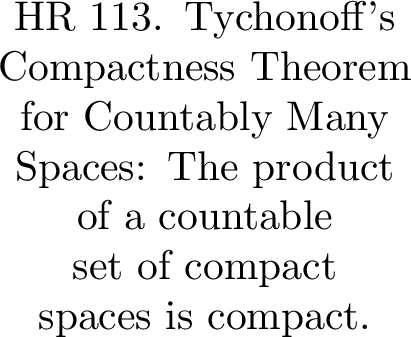 HR 113. Tychonoff's
Compactness Theorem
for Countably Many
Spaces: The product
of a countable
set of compact
spaces is compact.